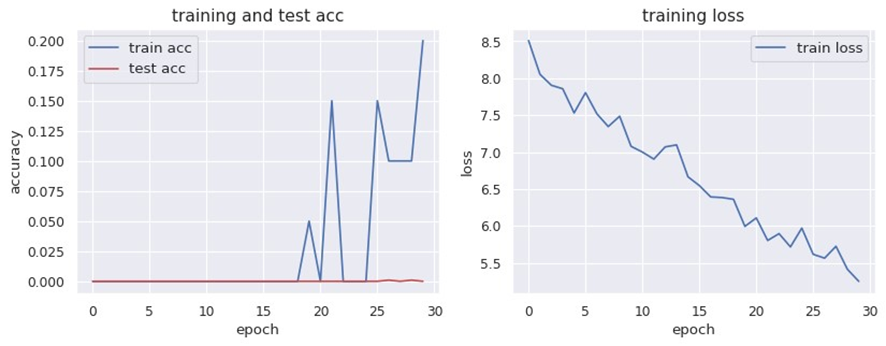 training and test acc
train acc
test acc
0.200
0.175
0.150
0.125
0.100
0.075
0.050
0.025
0.000
accuracy
0 5 10 15 20 25 30
epoch
training loss
train loss
8.5
8.0
7.5
7.0
6.5
6.0
5.5
loss
0 5 10 15 20 25 30
epoch